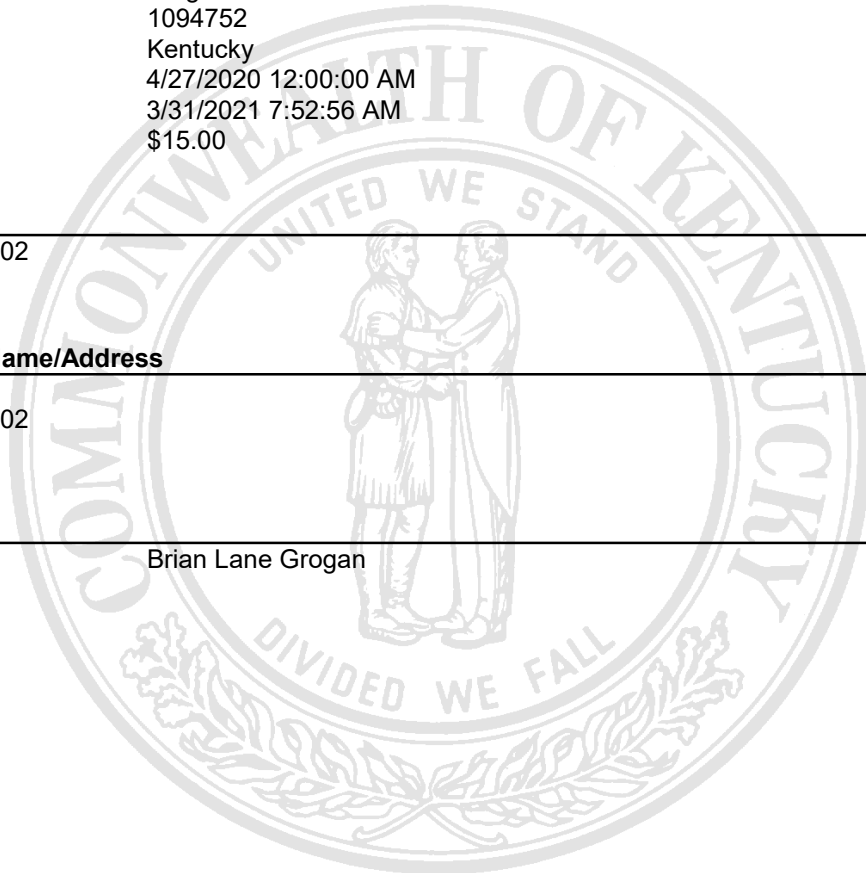 1094752
Kentucky
4/27/2020 12:00:00 AM
3/31/2021 7:52:56 AM
$15.00
COMMONWEALTH OF KENTUCKY
UNITED WE STAND
02
ame/Address
02
Brian Lane Grogan
DIVIDED WE FALL